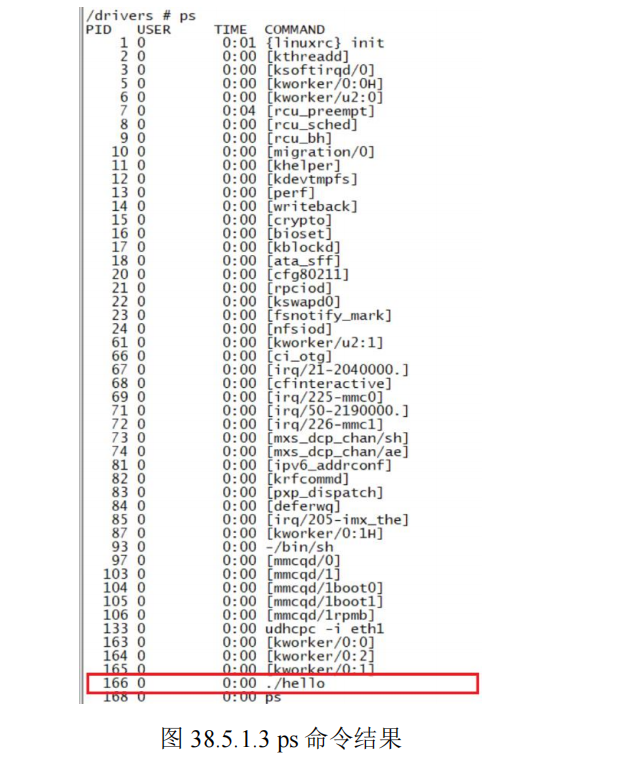 /drivers # ps
PID   USER     TIME  COMMAND
    1 0         0:01 {linuxrc} init
    2 0         0:00 [kthreadd]
    3 0         0:00 [ksoftirqd/0]
    5 0         0:00 [kworker/0:0H]
    6 0         0:00 [kworker/u2:0]
    7 0         0:04 [rcu_preempt]
    8 0         0:00 [rcu_sched]
    9 0         0:00 [rcu_bh]
   10 0         0:00 [migration/0]
   11 0         0:00 [khelper]
   12 0         0:00 [kdevtmpfs]
   13 0         0:00 [perf]
   14 0         0:00 [writeback]
   15 0         0:00 [crypto]
   16 0         0:00 [bioset]
   17 0         0:00 [kblockd]
   18 0         0:00 [ata_sff]
   20 0         0:00 [cfg80211]
   21 0         0:00 [rpciod]
   22 0         0:00 [kswapd0]
   23 0         0:00 [fsnotify_mark]
   24 0         0:00 [nfsiod]
   61 0         0:00 [kworker/u2:1]
   66 0         0:00 [ci_otg]
   67 0         0:00 [irq/21-2040000.]
   68 0         0:00 [cfinteractive]
   69 0         0:00 [irq/225-mmc0]
   71 0         0:00 [irq/50-2190000.]
   72 0         0:00 [irq/226-mmc1]
   73 0         0:00 [mxs_dcp_chan/sh]
   74 0         0:00 [mxs_dcp_chan/ae]
   81 0         0:00 [ipv6_addrconf]
   82 0         0:00 [krfcommd]
   83 0         0:00 [pxp_dispatch]
   84 0         0:00 [deferwq]
   85 0         0:00 [irq/205-imx_the]
   87 0         0:00 [kworker/0:1H]
   93 0         0:00 -/bin/sh
   97 0         0:00 [mmcqd/0]
  103 0         0:00 [mmcqd/1]
  104 0         0:00 [mmcqd/1boot0]
  105 0         0:00 [mmcqd/1boot1]
  106 0         0:00 [mmcqd/1rpmb]
  133 0         0:00 udhcpc -i eth1
  163 0         0:00 [kworker/0:0]
  164 0         0:00 [kworker/0:2]
  165 0         0:00 [kworker/0:1]
  166 0         0:00 ./hello
  168 0         0:00 ps
图 38.5.1.3 ps 命令结果